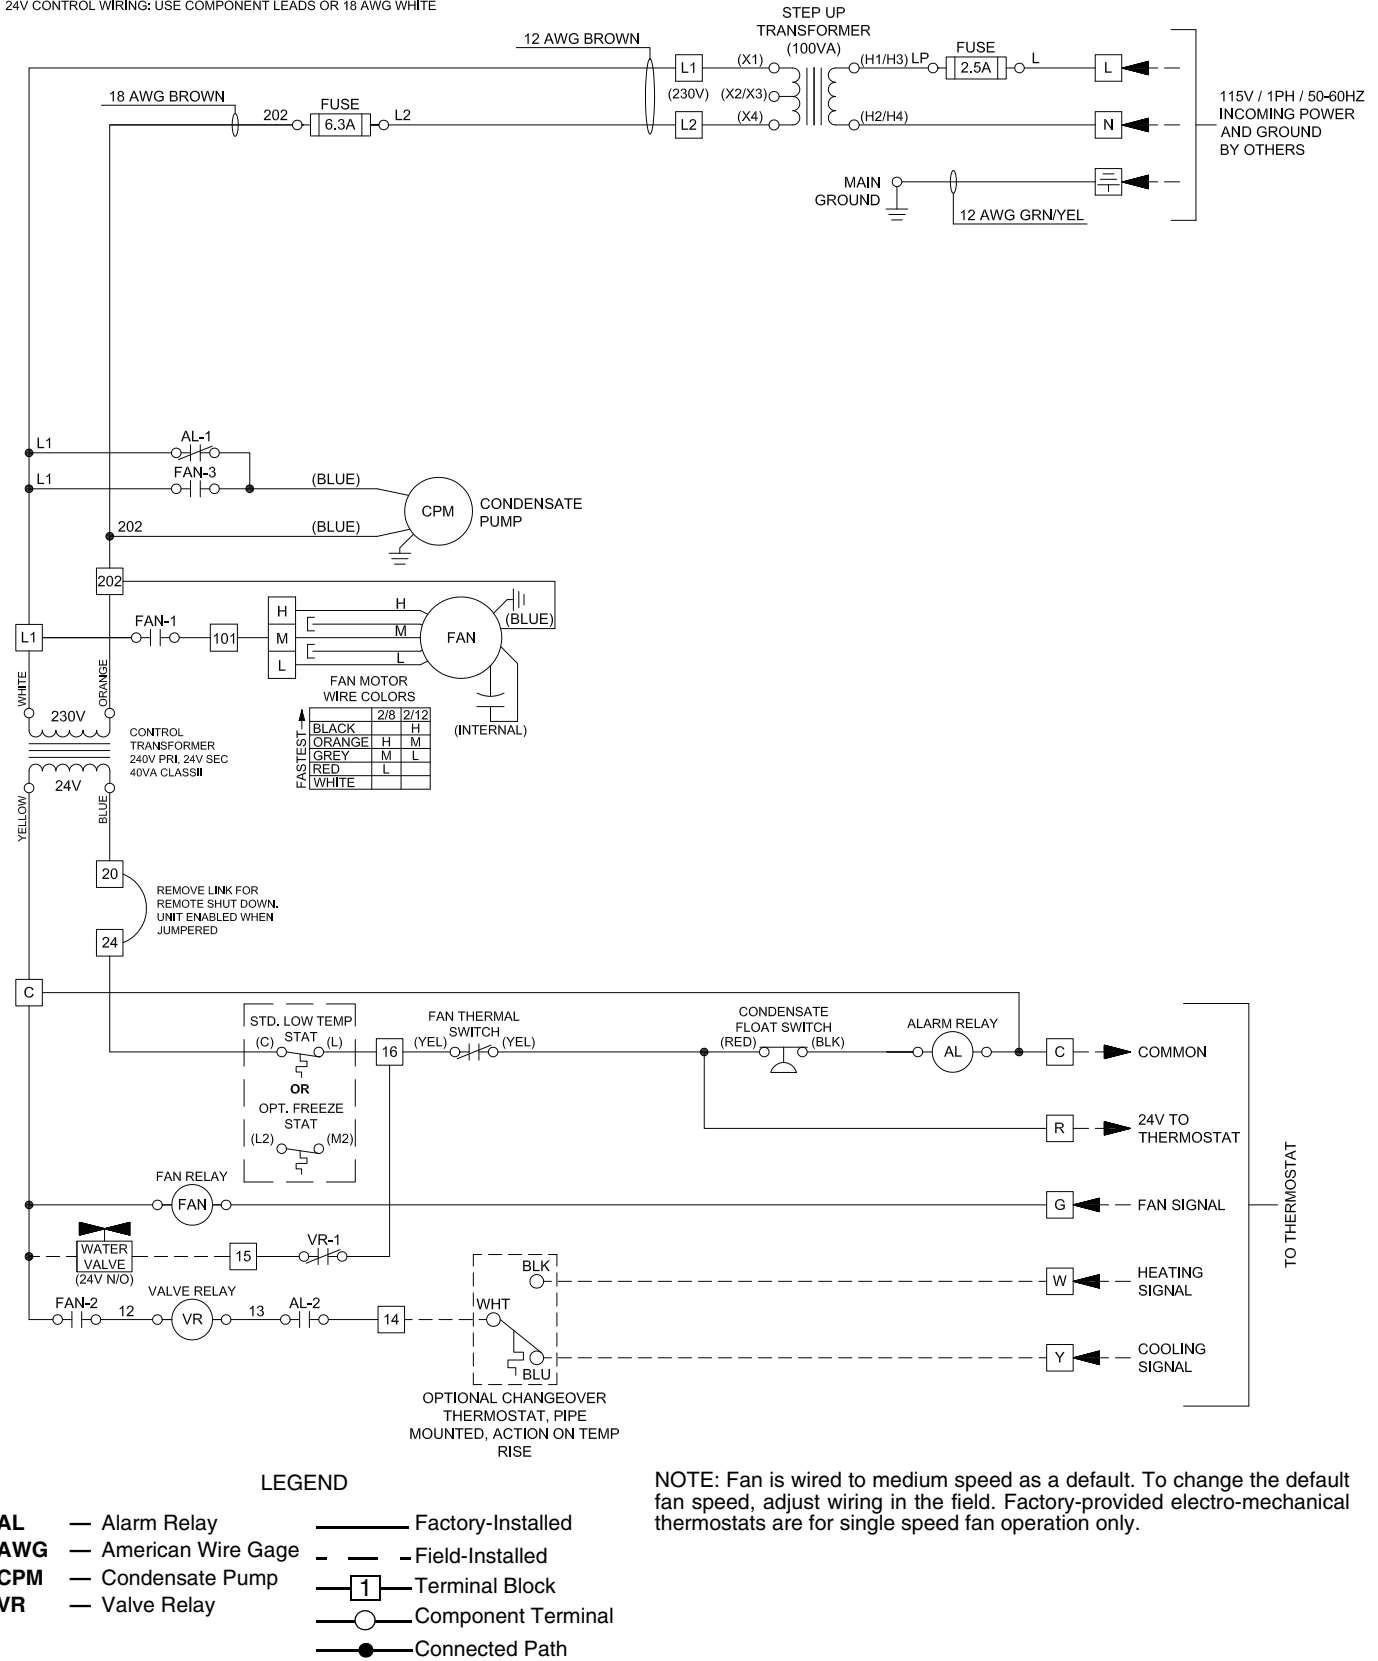 24V CONTROL WIRING: USE COMPONENT LEADS OR 18 AWG WHITE
STEP UP
TRANSFORMER
(100VA)
12 AWG BROWN
L1
(X1)
(H1/H3) LP
FUSE
2.5A
L
L
18 AWG BROWN
(230V)
(X2/X3)
115V / 1PH / 50-60HZ
INCOMING POWER
AND GROUND
BY OTHERS
202
FUSE
6.3A
L2
L2
(X4)
(H2/H4)
N
MAIN
GROUND
12 AWG GRN/YEL
L1
AL-1
L1
FAN-3
(BLUE)
CPM
CONDENSATE
PUMP
202
(BLUE)
202
L1
FAN-1
101
H
M
L
H
M
L
FAN
(BLUE)
(INTERNAL)
FAN MOTOR
WIRE COLORS
2/8 2/12
BLACK H
ORANGE H M
GREY M L
RED L
WHITE
FASTEST
WHITE
ORANGE
230V
CONTROL
TRANSFORMER
240V PRI, 24V SEC
40VA CLASSII
24V
YELLOW
BLUE
20
REMOVE LINK FOR
REMOTE SHUT DOWN.
UNIT ENABLED WHEN
JUMPERED
24
C
STD. LOW TEMP
STAT
(C) (L)
OR
OPT. FREEZE
STAT
(L2) (M2)
16
FAN THERMAL
SWITCH
(YEL) (YEL)
CONDENSATE
FLOAT SWITCH
(RED) (BLK)
ALARM RELAY
AL
C
COMMON
R
24V TO
THERMOSTAT
FAN RELAY
FAN
G
FAN SIGNAL
TO THERMOSTAT
WATER
VALVE
(24V N/O)
15
VR-1
BLK
W
HEATING
SIGNAL
FAN-2
12
VALVE RELAY
VR
13
AL-2
14
WHT
BLU
Y
COOLING
SIGNAL
OPTIONAL CHANGEOVER
THERMOSTAT, PIPE
MOUNTED, ACTION ON TEMP
RISE
LEGEND
AL — Alarm Relay
AWG — American Wire Gage
CPM — Condensate Pump
VR — Valve Relay
Factory-Installed
Field-Installed
1 Terminal Block
Component Terminal
Connected Path
NOTE: Fan is wired to medium speed as a default. To change the default
fan speed, adjust wiring in the field. Factory-provided electro-mechanical
thermostats are for single speed fan operation only.